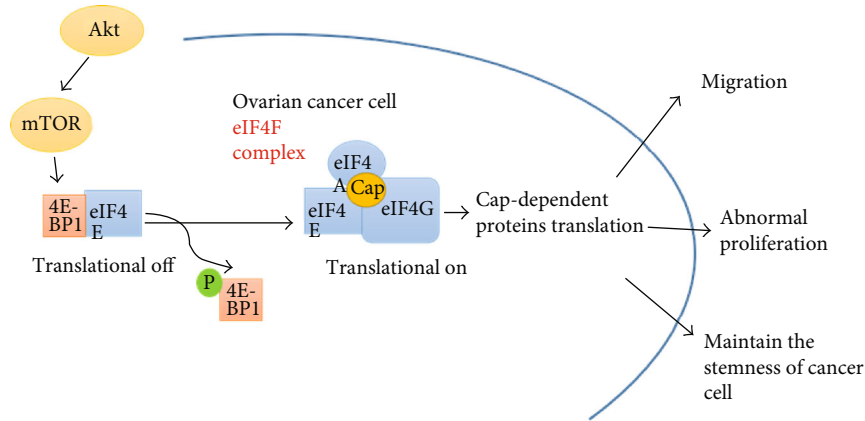 Akt
mTOR
4E-
BP1
eIF4
E
Translational off
P
4E-
BP1
Ovarian cancer cell
eIF4F
complex
eIF4
A
Cap
eIF4
E
eIF4G
Translational on
Cap-dependent
proteins translation
Migration
Abnormal
proliferation
Maintain the
stemness of cancer
cell